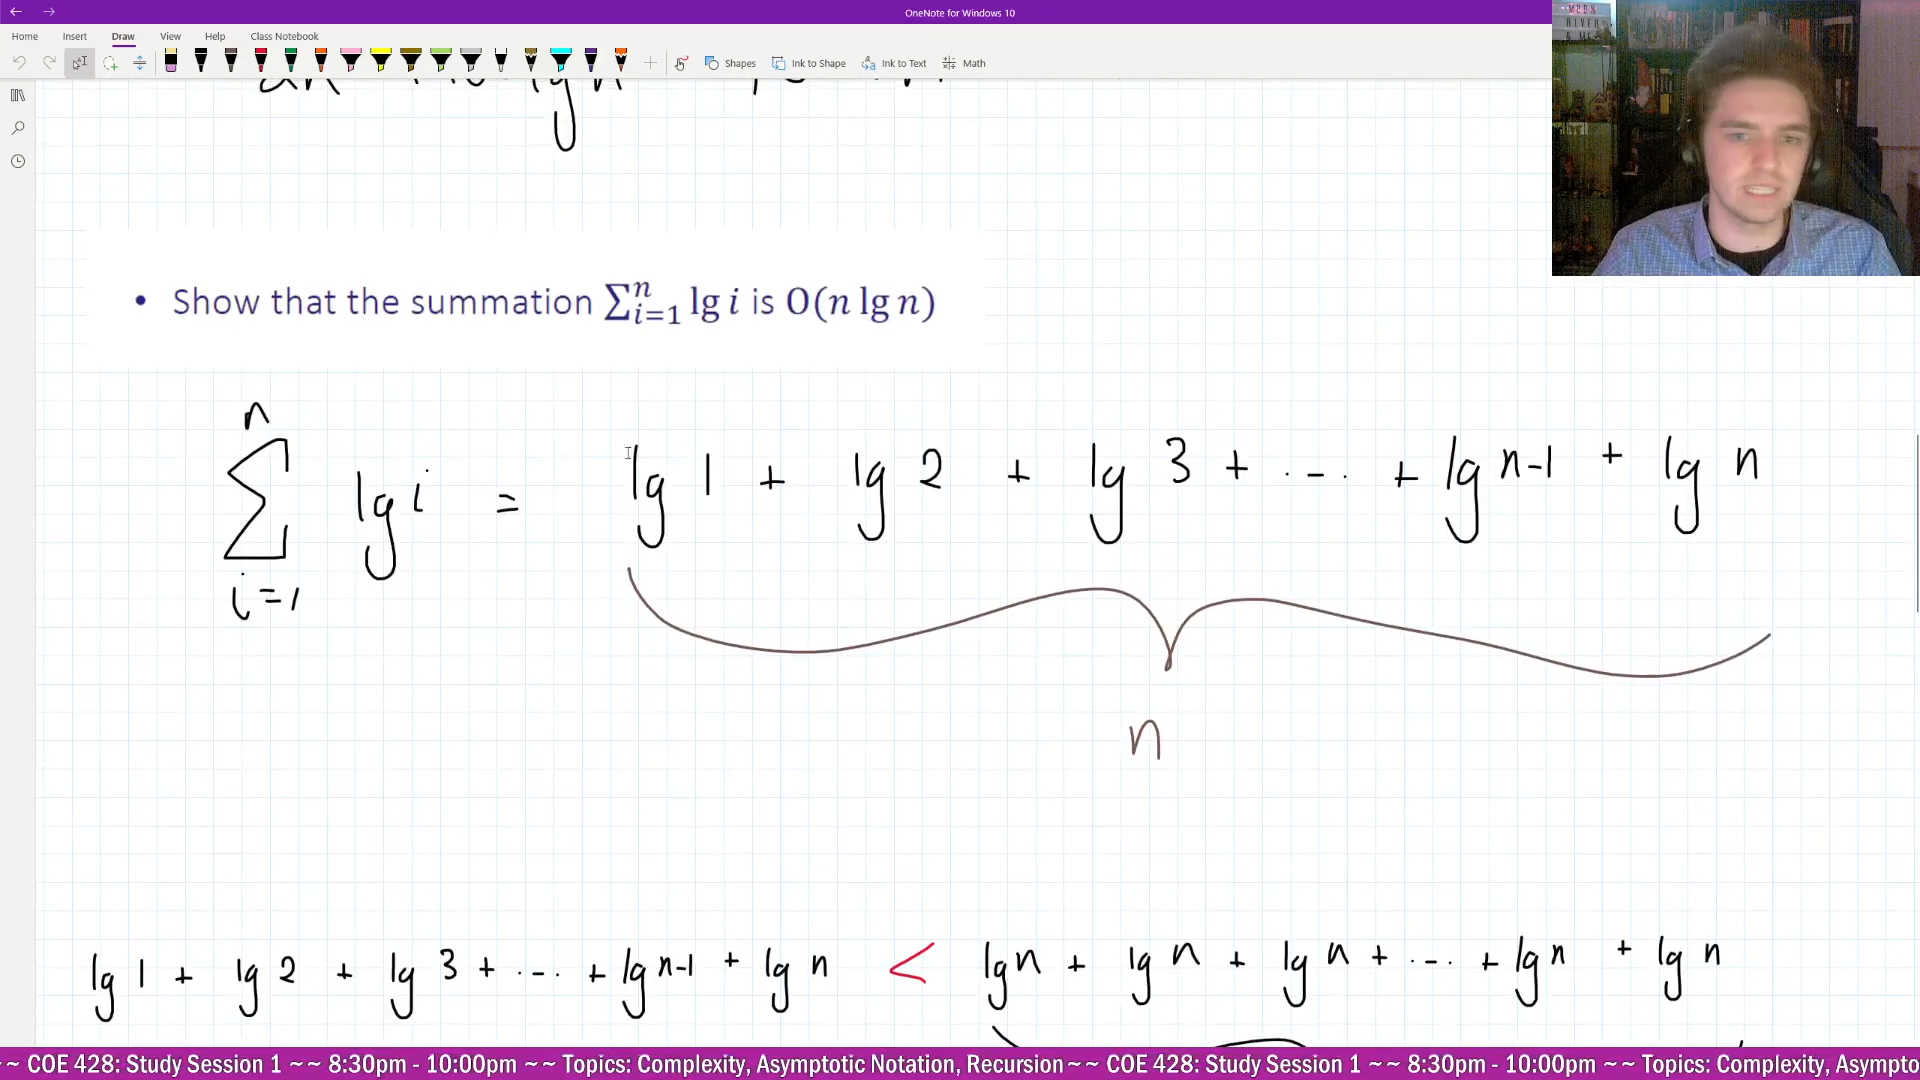 OneNote for Windows 10
Home Insert Draw View Help Class Notebook
Shapes Ink to Shape Ink to Text Math
MOON
RIVER
lg n
• Show that the summation ∑ⁿᵢ₌₁ lg i is O(n lg n)
n
∑ lg i = lg 1 + lg 2 + lg 3 + ... + lg n-1 + lg n
i=1
n
lg 1 + lg 2 + lg 3 + ... + lg n-1 + lg n < lg n + lg n + lg n + ... + lg n + lg n
~~ COE 428: Study Session 1 ~~ 8:30pm - 10:00pm ~~ Topics: Complexity, Asymptotic Notation, Recursion ~~ COE 428: Study Session 1 ~~ 8:30pm - 10:00pm ~~ Topics: Complexity, Asympto